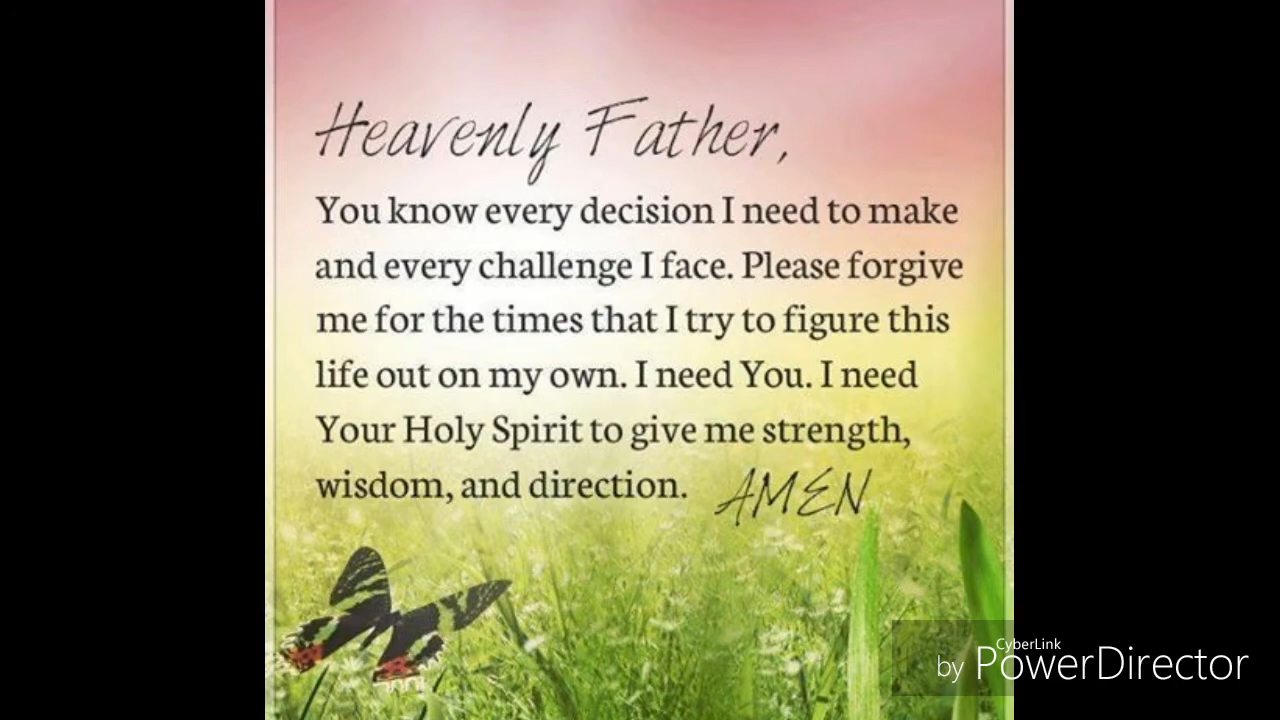 Heavenly Father,
You know every decision I need to make
and every challenge I face. Please forgive
me for the times that I try to figure this
life out on my own. I need You. I need
Your Holy Spirit to give me strength,
wisdom, and direction. AMEN
CyberLink
by PowerDirector